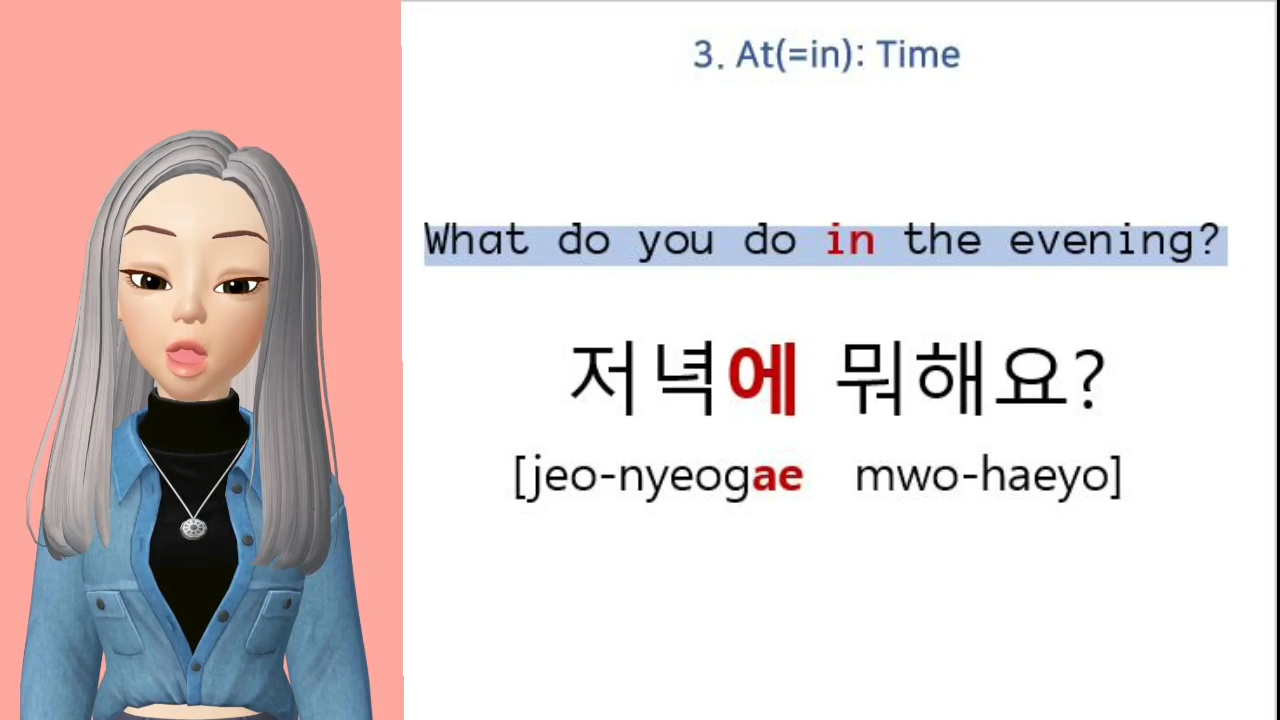 3. At(=in): Time
What do you do in the evening?
저녁에 뭐해요?
[jeo-nyeogae mwo-haeyo]